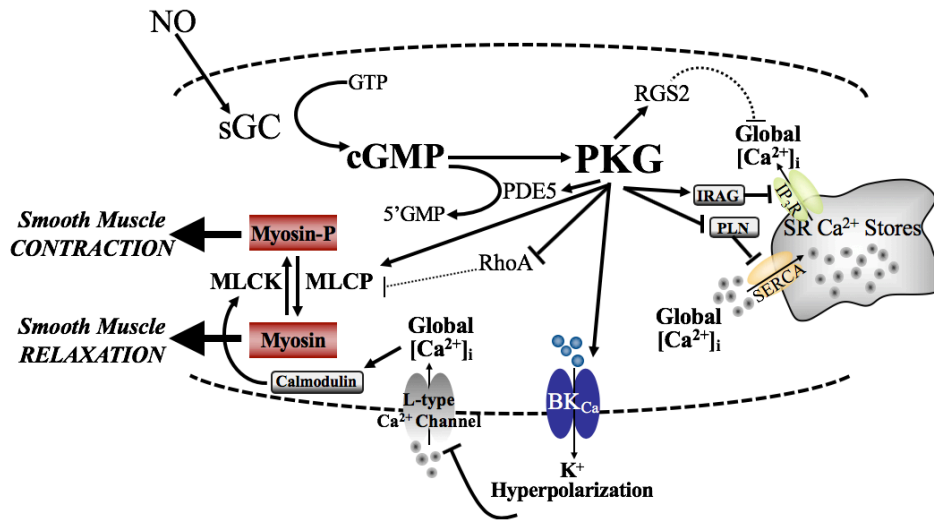 NO
sGC
GTP
cGMP
PKG
RGS2
Global
[Ca²⁺]ᵢ
IRAG
IP₃R
PLN
SR Ca²⁺ Stores
SERCA
Global
[Ca²⁺]ᵢ
PDE5
5'GMP
RhoA
Smooth Muscle
CONTRACTION
Myosin-P
MLCK
MLCP
Smooth Muscle
RELAXATION
Myosin
Calmodulin
Global
[Ca²⁺]ᵢ
L-type
Ca²⁺ Channel
BKCa
K⁺
Hyperpolarization